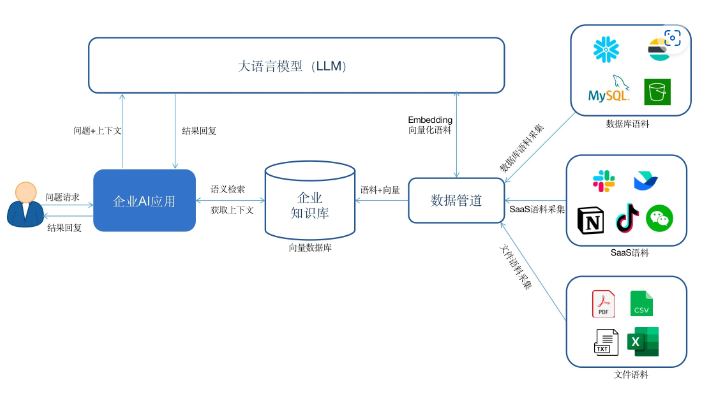 大语言模型（LLM）
问题+上下文
结果回复
Embedding
向量化语料
MySQL
数据库语料
数据库语料采集
问题请求
结果回复
企业AI应用
语义检索
获取上下文
企业
知识库
向量数据库
语料+向量
数据管道
SaaS语料采集
SaaS语料
文件语料采集
PDF
CSV
TXT
X
文件语料